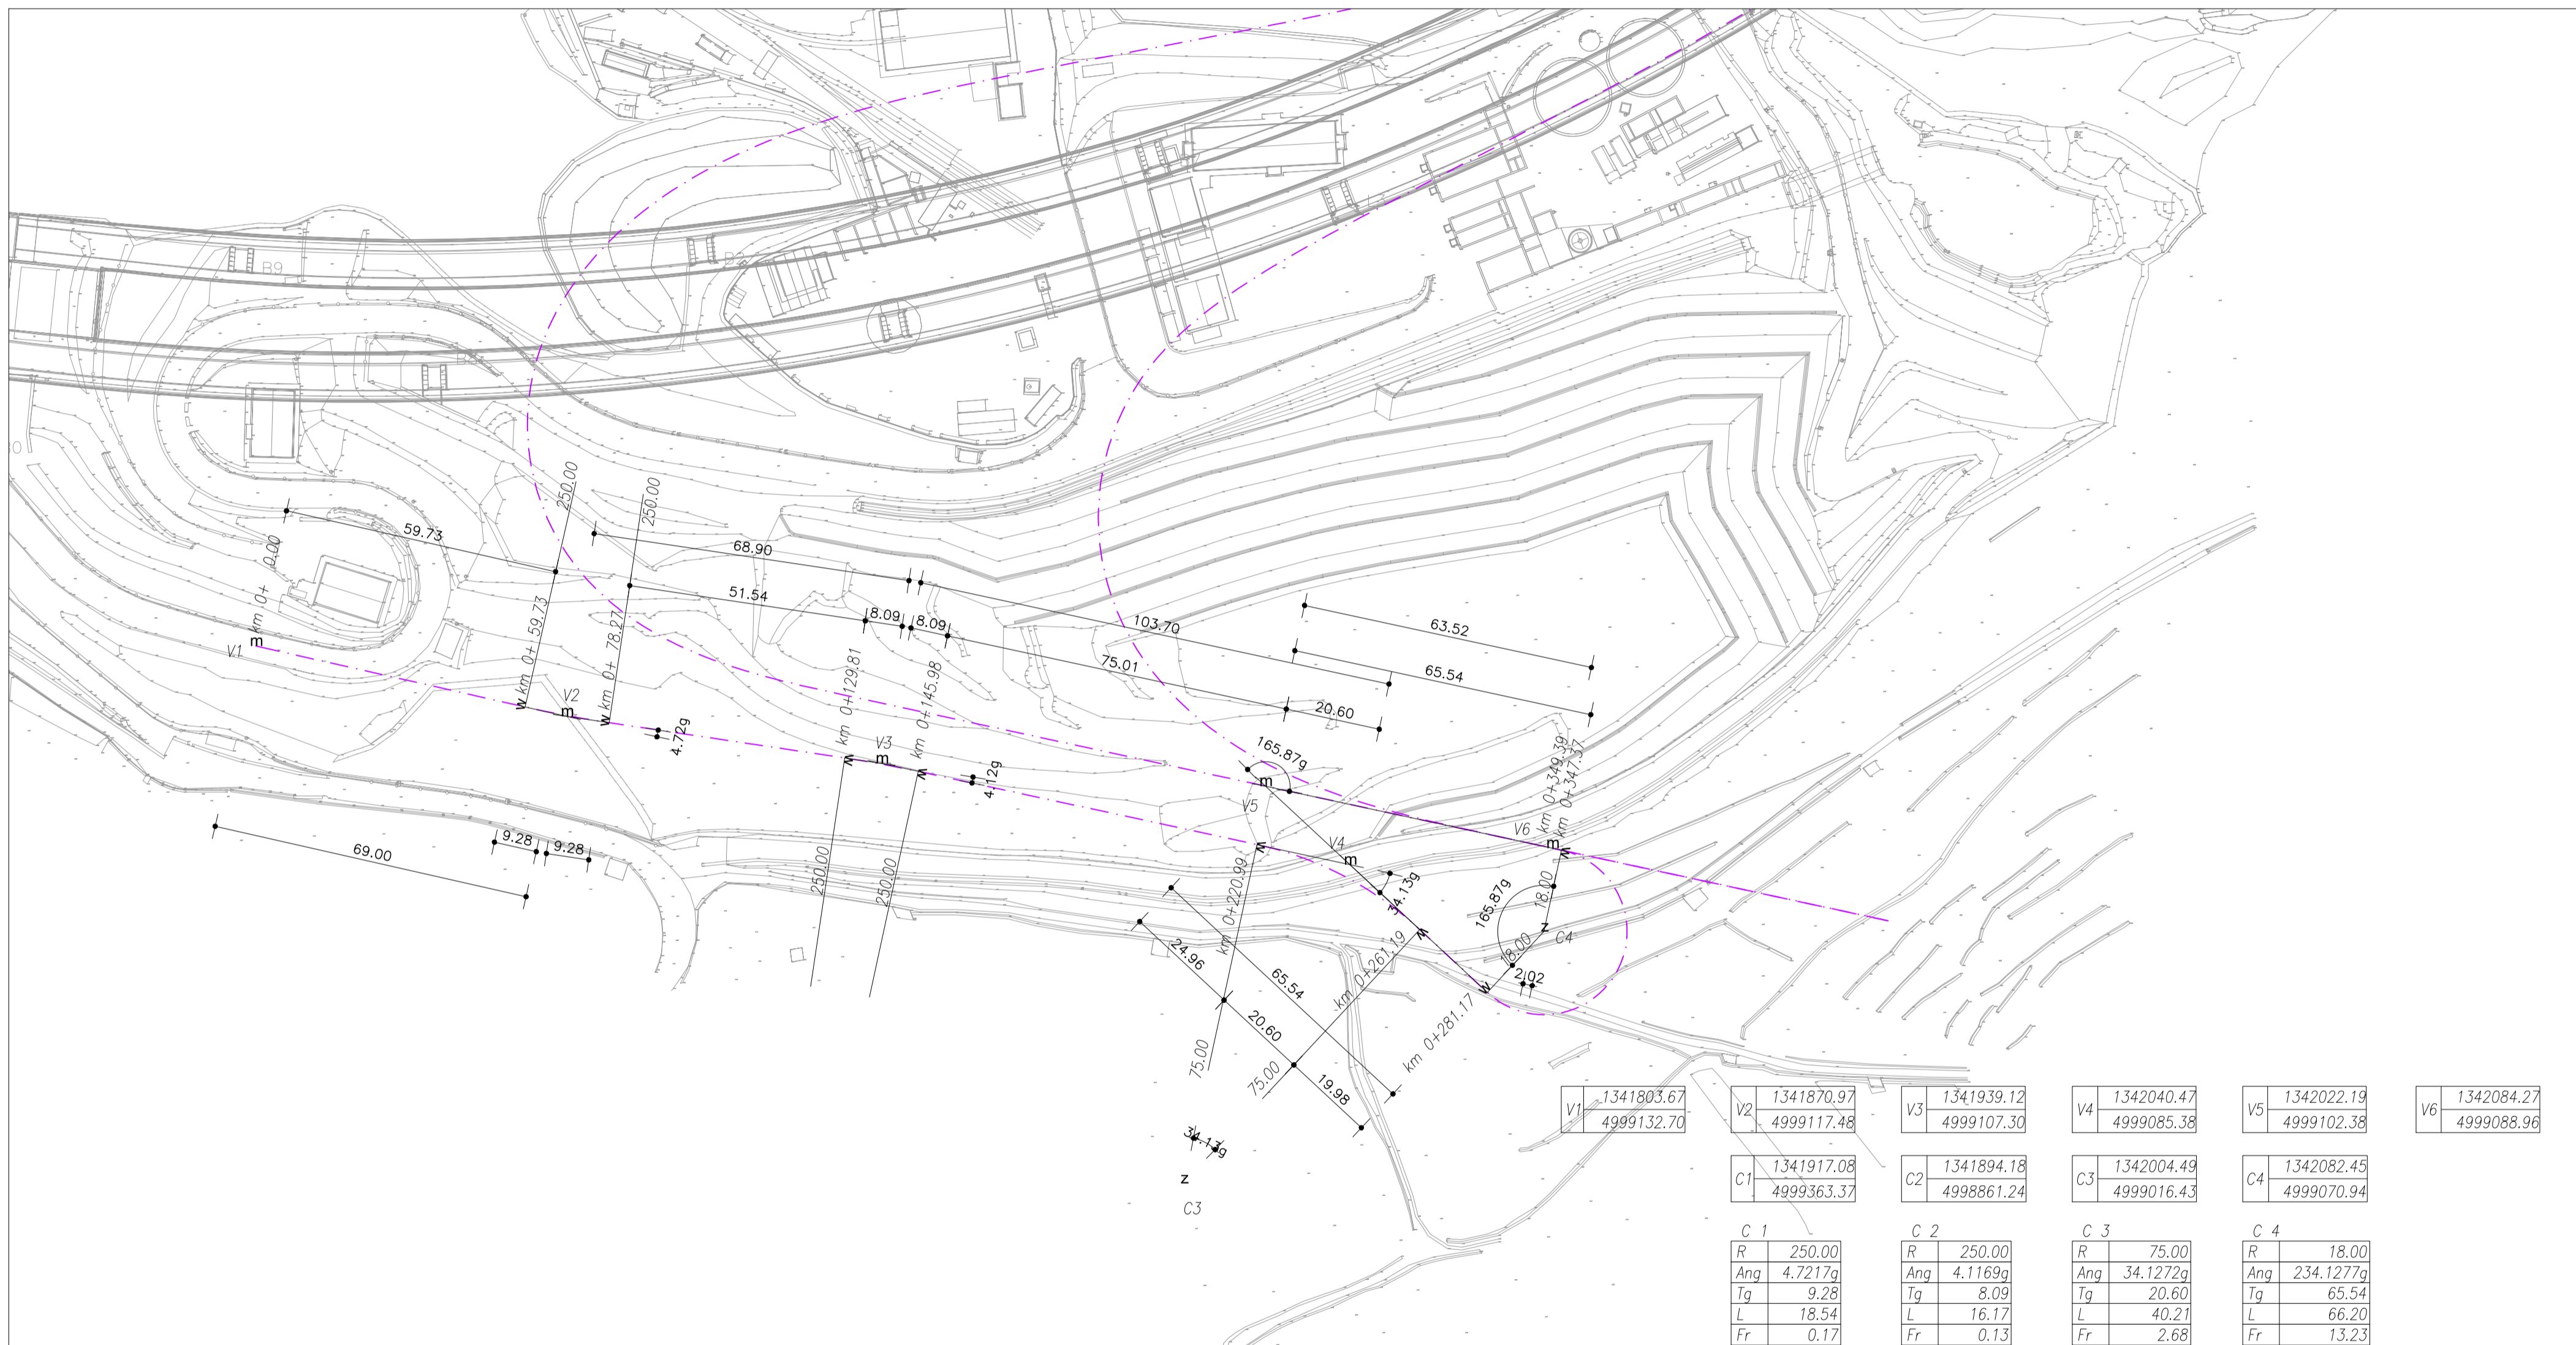 B9
59.73
250.00
250.00
68.90
51.54
8.09
8.09
103.70
63.52
75.01
65.54
20.60
km 0+ 0.00
V1
km 0+ 59.73
V2
km 0+ 78.27
4.72g
km 0+129.81
V3
km 0+145.98
4.12g
165.87g
V5
km 0+349.39
km 0+347.37
V6
V4
69.00
9.28
9.28
250.00
250.00
34.13g
165.87g
18.00
18.00
C4
2.02
km 0+220.99
24.96
65.54
km 0+261.19
km 0+281.17
20.60
75.00
75.00
19.98
34.13g
z
C3
V1 1341803.67
4999132.70
V2 1341870.97
4999117.48
V3 1341939.12
4999107.30
V4 1342040.47
4999085.38
V5 1342022.19
4999102.38
V6 1342084.27
4999088.96
C1 1341917.08
4999363.37
C2 1341894.18
4998861.24
C3 1342004.49
4999016.43
C4 1342082.45
4999070.94
C 1
R 250.00
Ang 4.7217g
Tg 9.28
L 18.54
Fr 0.17
C 2
R 250.00
Ang 4.1169g
Tg 8.09
L 16.17
Fr 0.13
C 3
R 75.00
Ang 34.1272g
Tg 20.60
L 40.21
Fr 2.68
C 4
R 18.00
Ang 234.1277g
Tg 65.54
L 66.20
Fr 13.23